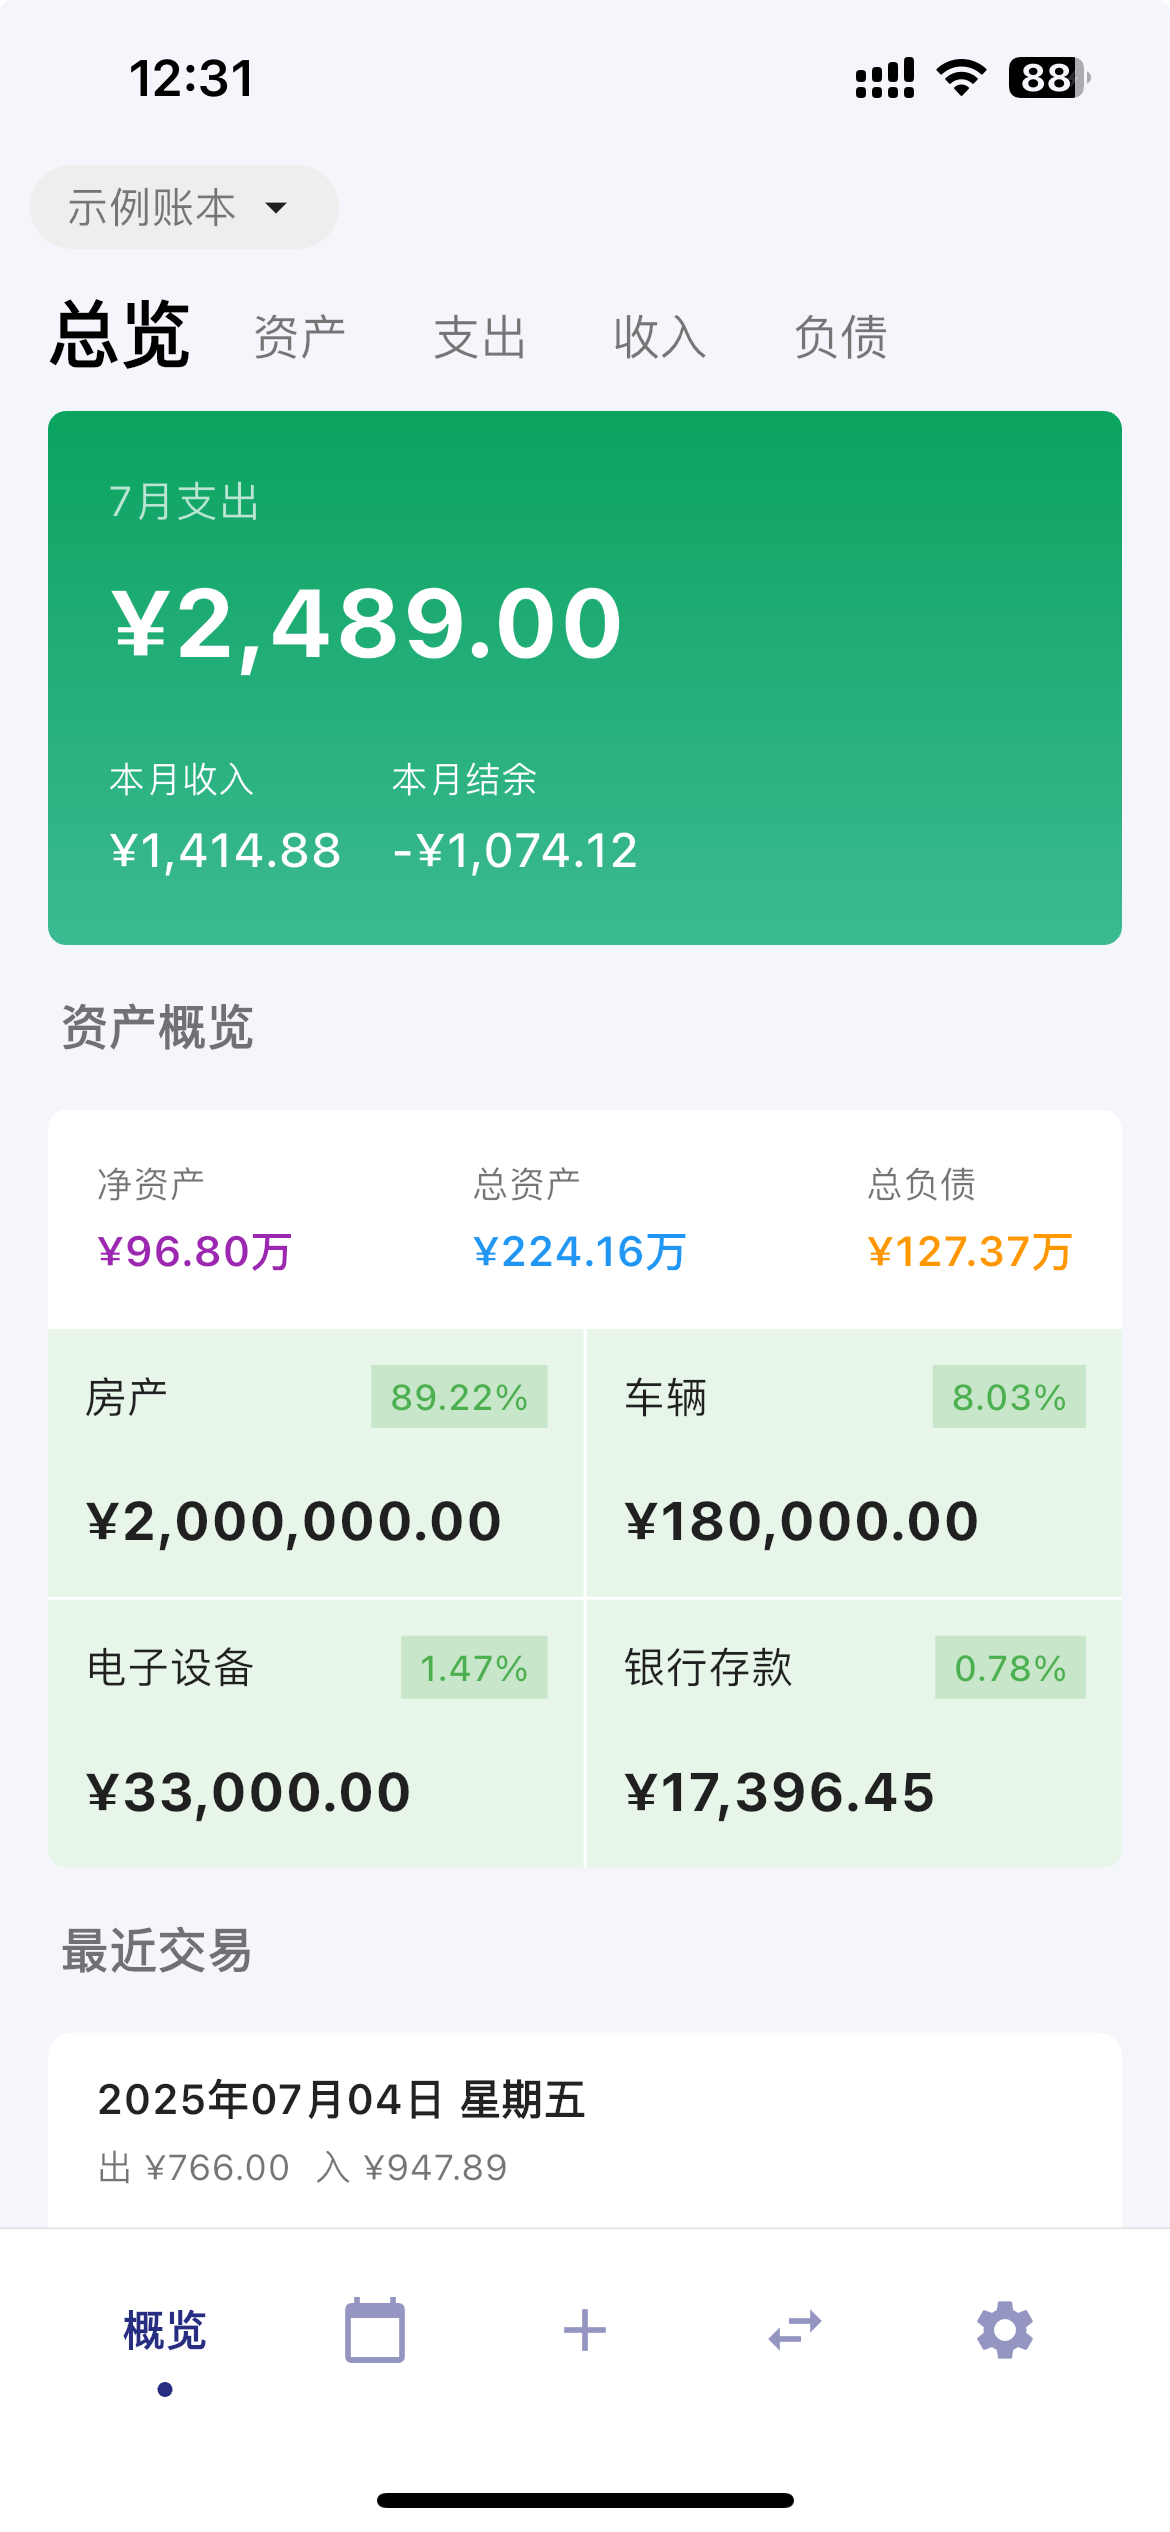 12:31
88
示例账本
总览 资产 支出 收入 负债
7月支出
¥2,489.00
本月收入 本月结余
¥1,414.88 -¥1,074.12
资产概览
净资产 总资产 总负债
¥96.80万 ¥224.16万 ¥127.37万
房产 89.22% 车辆 8.03%
¥2,000,000.00 ¥180,000.00
电子设备 1.47% 银行存款 0.78%
¥33,000.00 ¥17,396.45
最近交易
2025年07月04日 星期五
出 ¥766.00 入 ¥947.89
概览